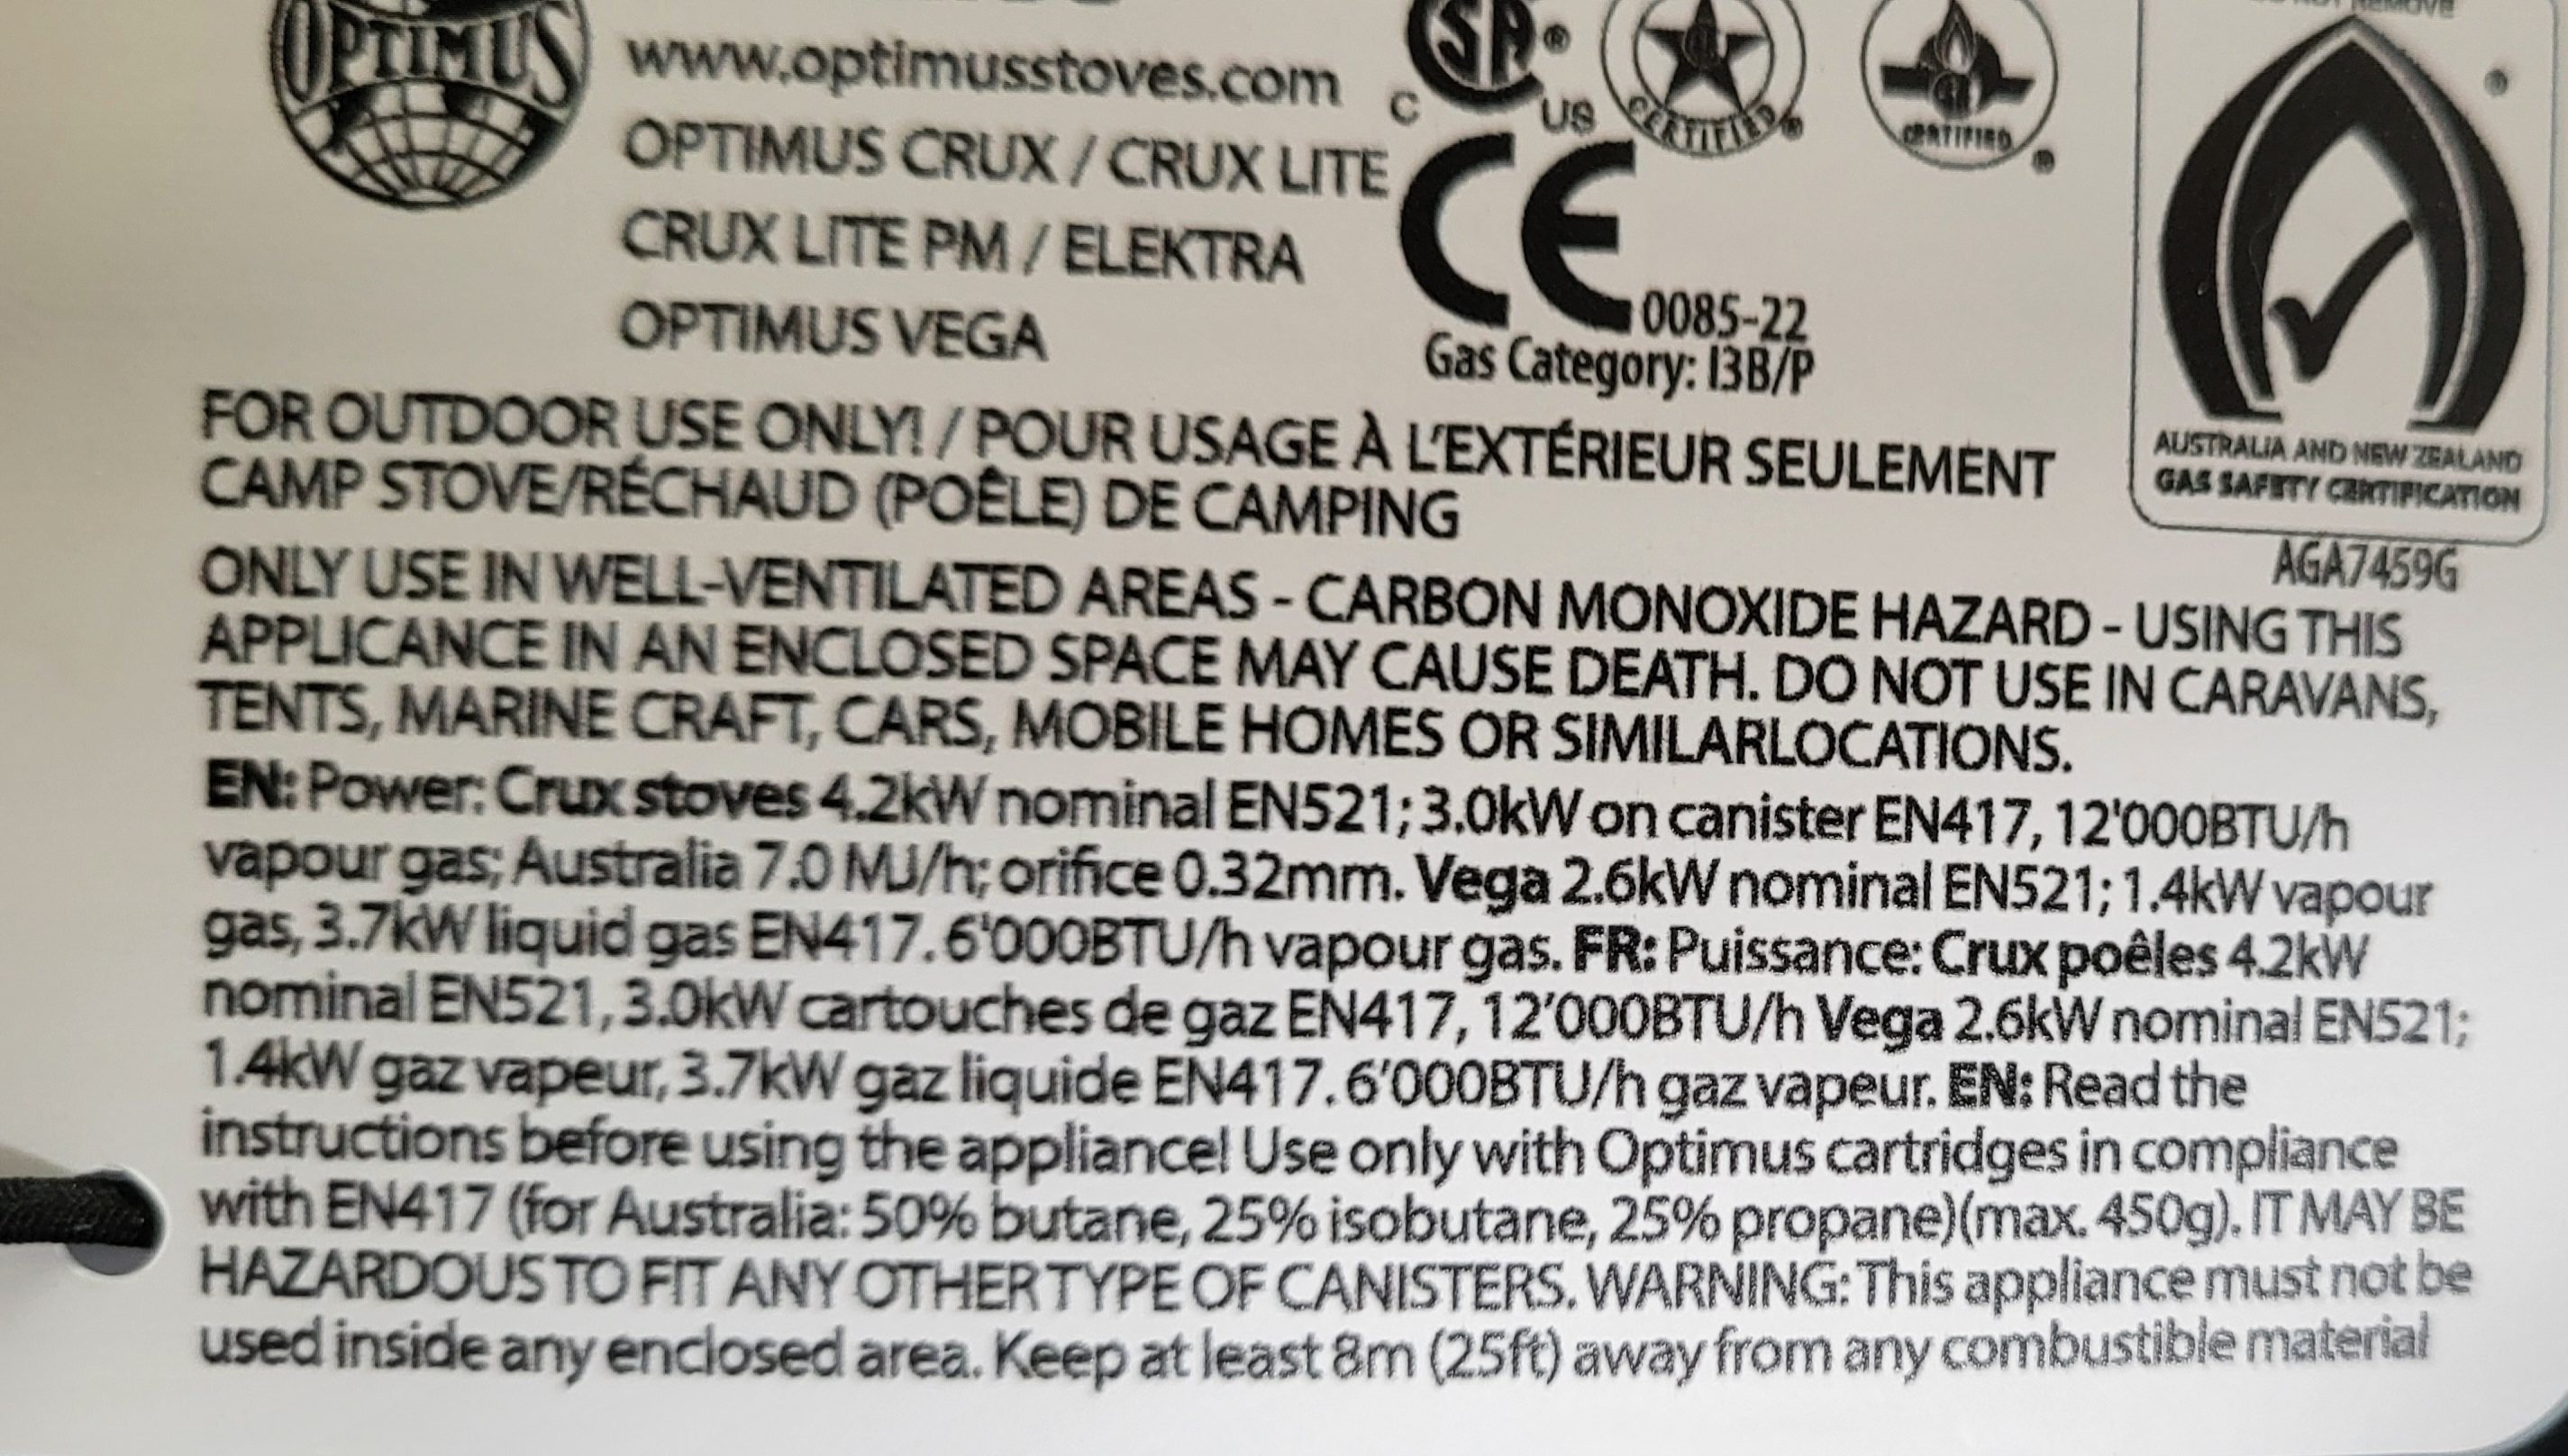 OPTIMUS
www.optimusstoves.com
OPTIMUS CRUX / CRUX LITE
CRUX LITE PM / ELEKTRA
OPTIMUS VEGA
SA®
C US
CERTIFIED®
CERTIFIED®
CE 0085-22
Gas Category: I3B/P
NOT REMOVE
®
AUSTRALIA AND NEW ZEALAND
GAS SAFETY CERTIFICATION
AGA7459G
FOR OUTDOOR USE ONLY! / POUR USAGE À L'EXTÉRIEUR SEULEMENT
CAMP STOVE/RÉCHAUD (POÊLE) DE CAMPING
ONLY USE IN WELL-VENTILATED AREAS - CARBON MONOXIDE HAZARD - USING THIS
APPLICANCE IN AN ENCLOSED SPACE MAY CAUSE DEATH. DO NOT USE IN CARAVANS,
TENTS, MARINE CRAFT, CARS, MOBILE HOMES OR SIMILARLOCATIONS.
EN: Power: Crux stoves 4.2kW nominal EN521; 3.0kW on canister EN417, 12'000BTU/h
vapour gas; Australia 7.0 MJ/h; orifice 0.32mm. Vega 2.6kW nominal EN521; 1.4kW vapour
gas, 3.7kW liquid gas EN417. 6'000BTU/h vapour gas. FR: Puissance: Crux poêles 4.2kW
nominal EN521, 3.0kW cartouches de gaz EN417, 12'000BTU/h Vega 2.6kW nominal EN521;
1.4kW gaz vapeur, 3.7kW gaz liquide EN417. 6'000BTU/h gaz vapeur. EN: Read the
instructions before using the appliance! Use only with Optimus cartridges in compliance
with EN417 (for Australia: 50% butane, 25% isobutane, 25% propane)(max. 450g). IT MAY BE
HAZARDOUS TO FIT ANY OTHER TYPE OF CANISTERS. WARNING: This appliance must not be
used inside any enclosed area. Keep at least 8m (25ft) away from any combustible material